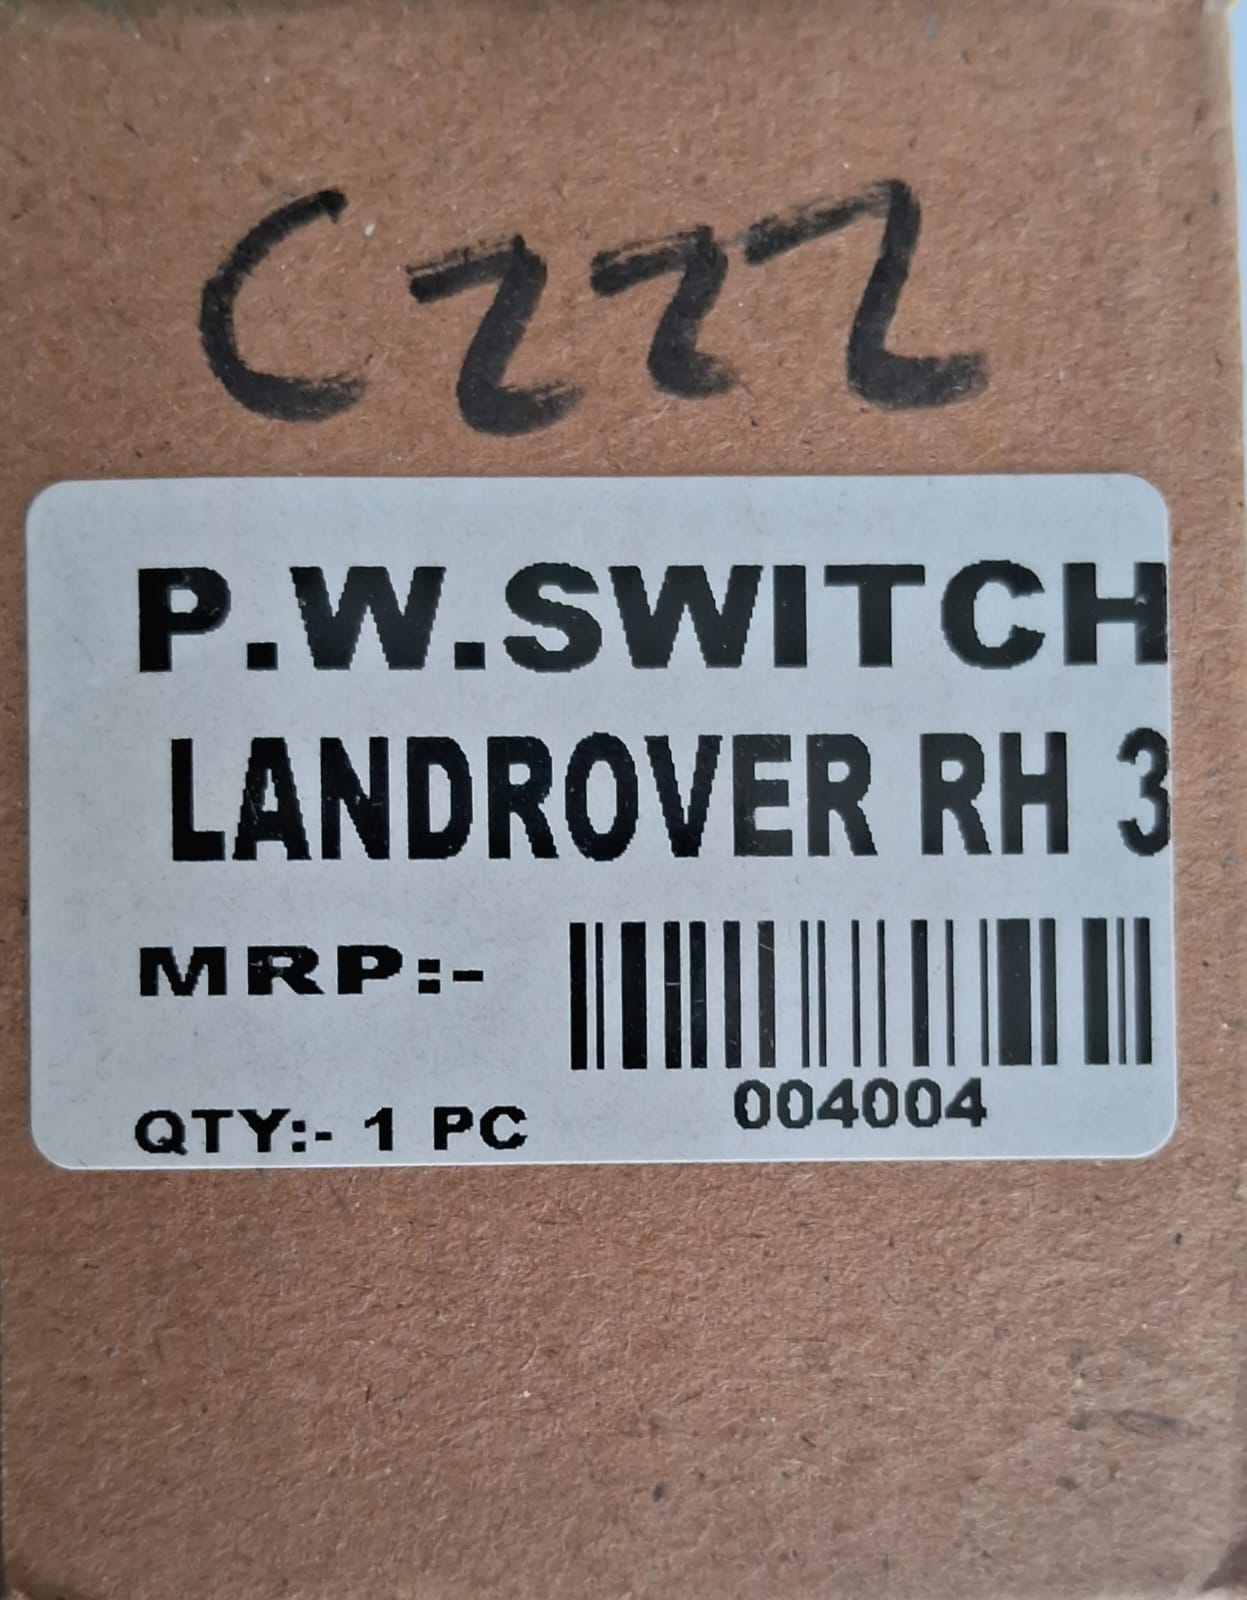 C222
P.W.SWITCH
LANDROVER RH 3
MRP:-
004004
QTY:- 1 PC